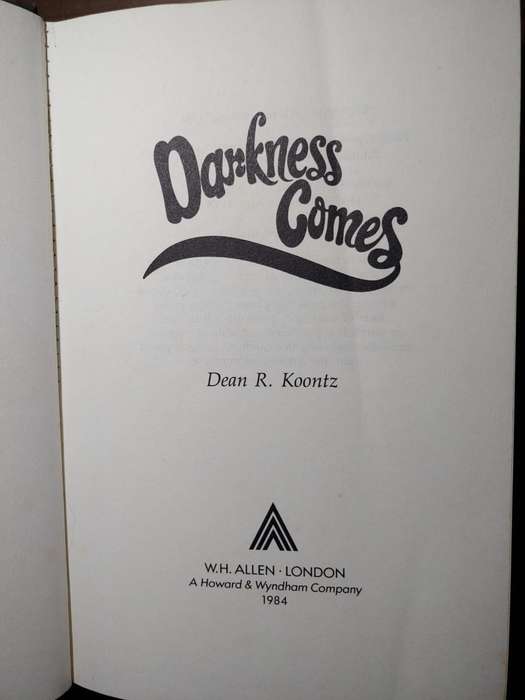 Darkness
Comes
Dean R. Koontz
W.H. ALLEN · LONDON
A Howard & Wyndham Company
1984